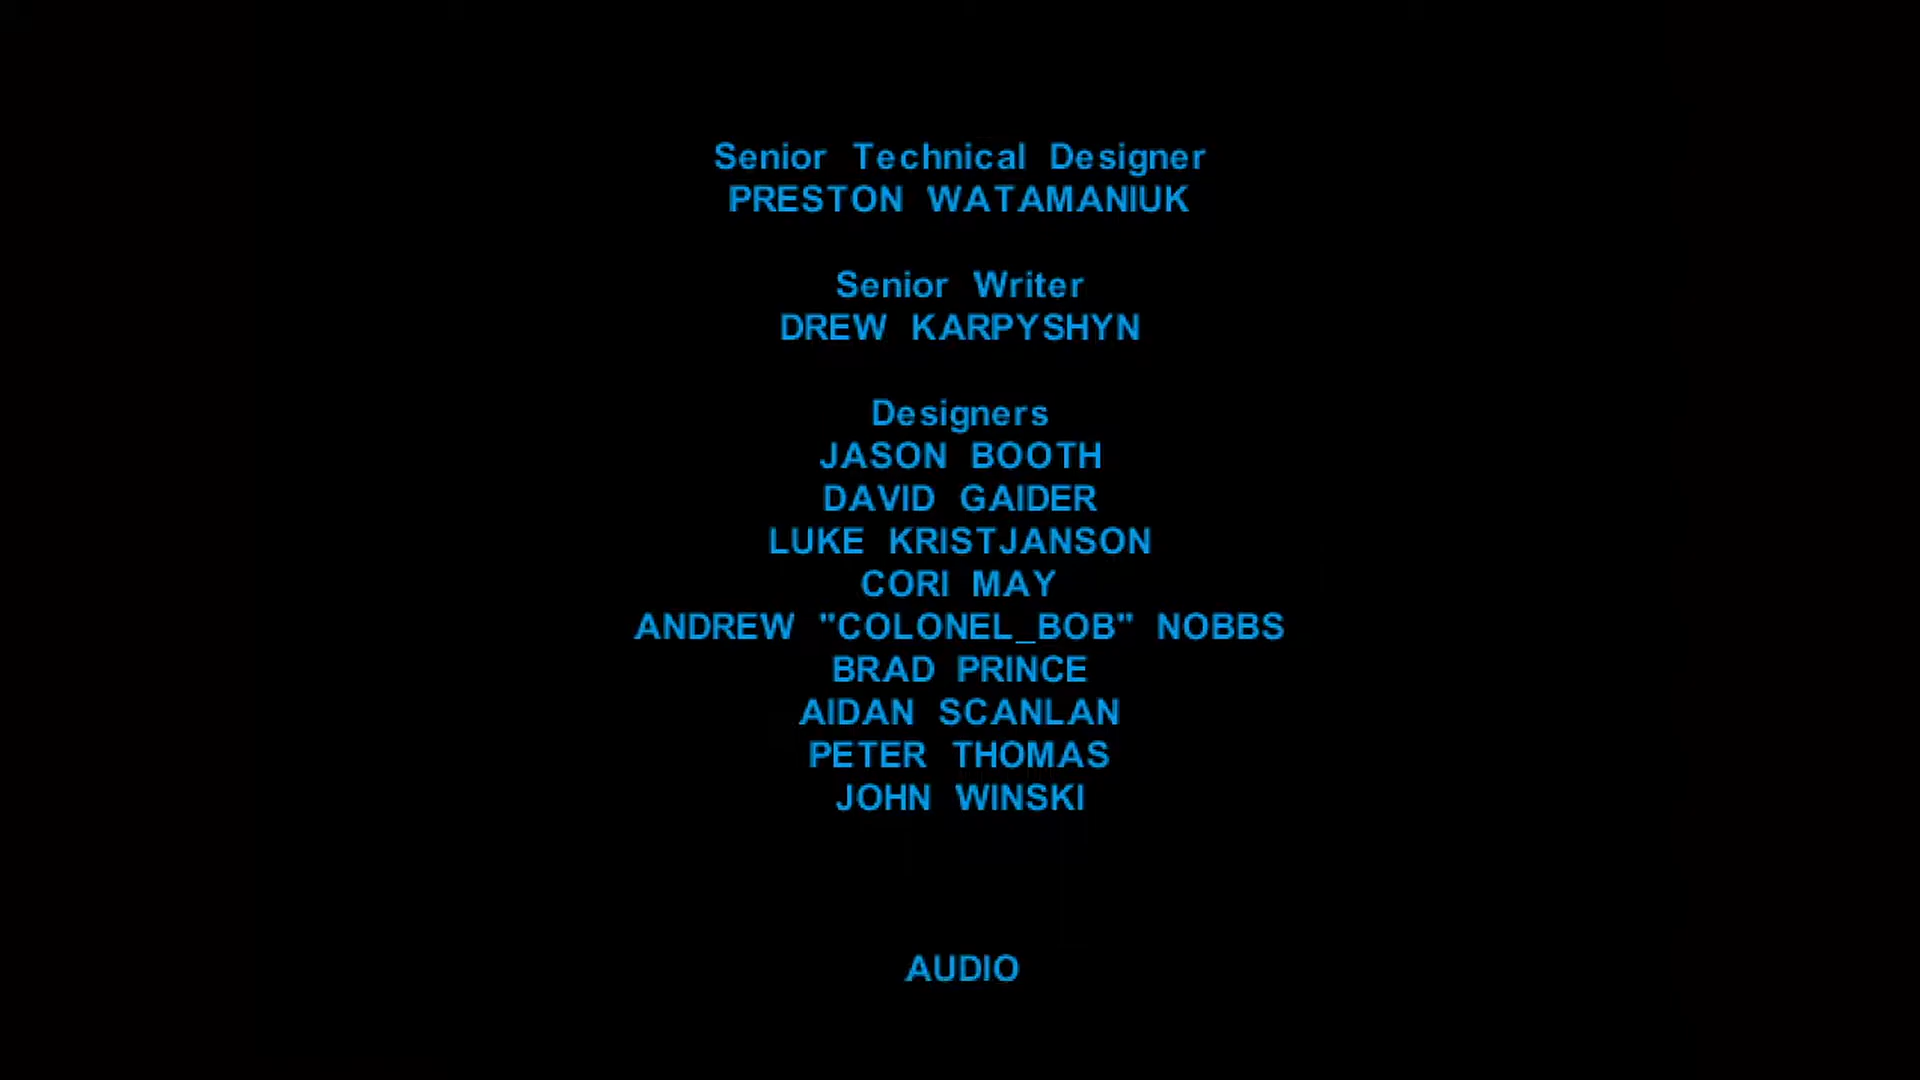 Senior Technical Designer
PRESTON WATAMANIUK
Senior Writer
DREW KARPYSHYN
Designers
JASON BOOTH
DAVID GAIDER
LUKE KRISTJANSON
CORI MAY
ANDREW "COLONEL_BOB" NOBBS
BRAD PRINCE
AIDAN SCANLAN
PETER THOMAS
JOHN WINSKI
AUDIO